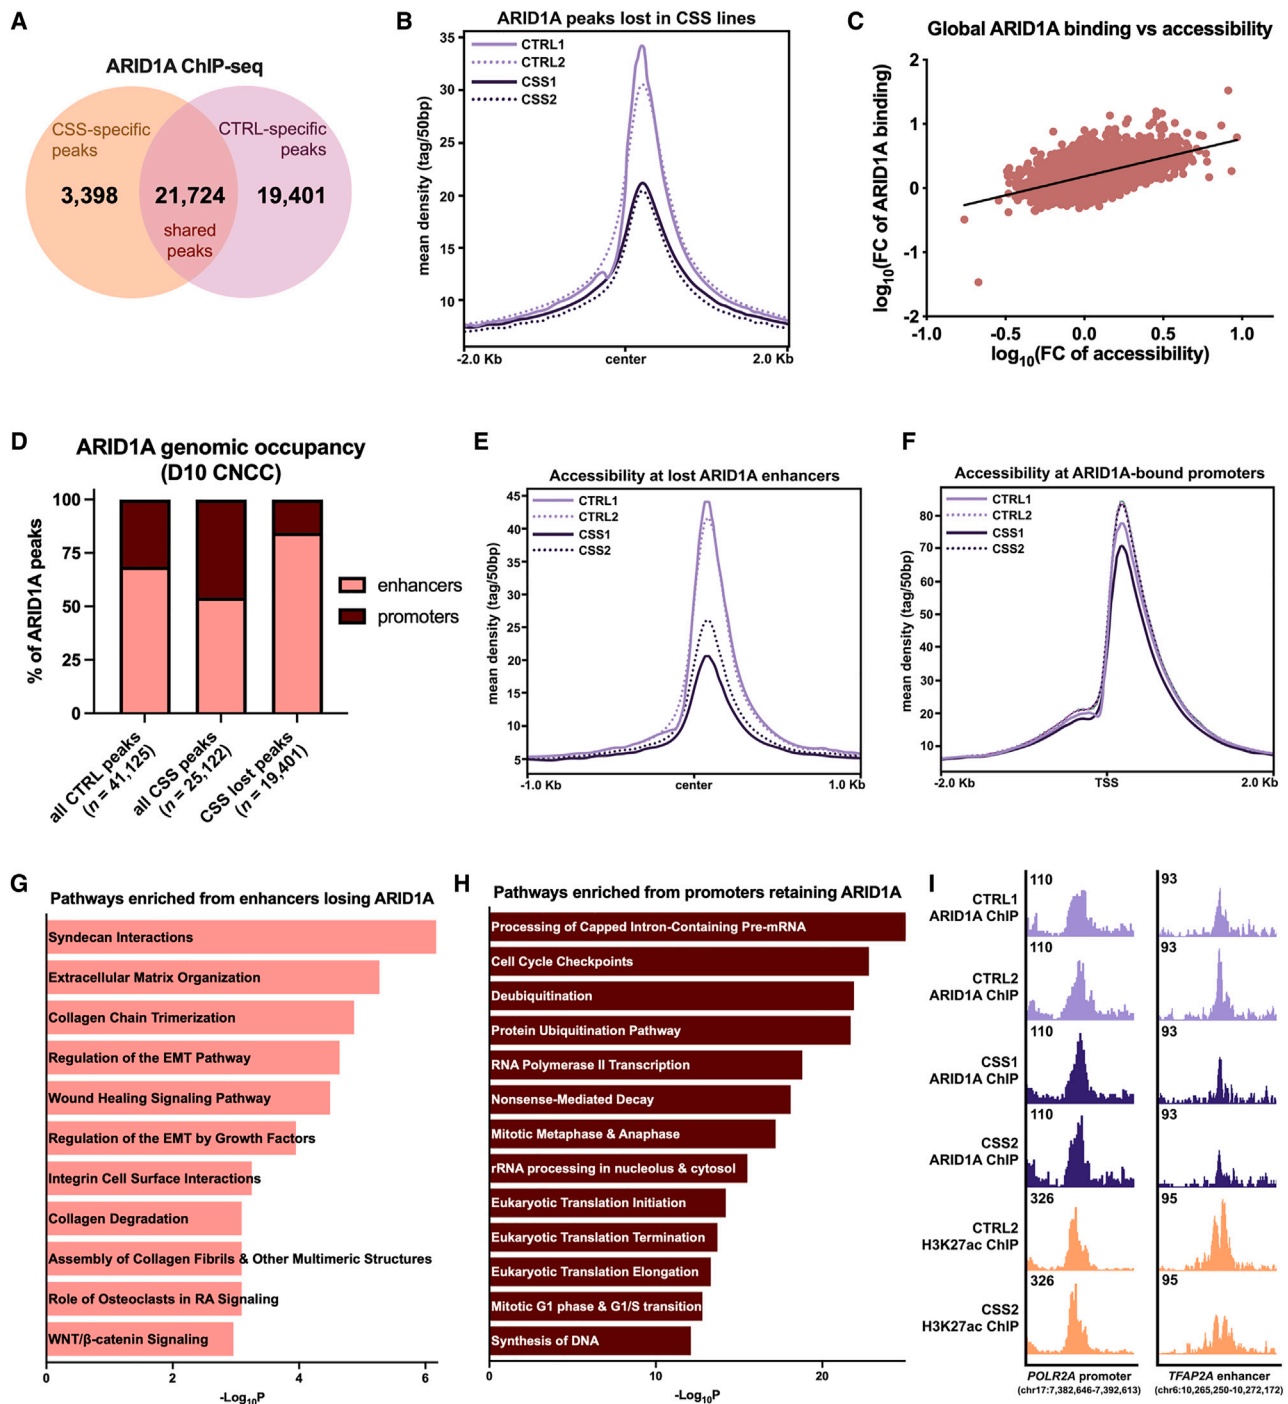 A
ARID1A ChIP-seq
CSS-specific
peaks
CTRL-specific
peaks
3,398
21,724
19,401
shared
peaks
B
ARID1A peaks lost in CSS lines
CTRL1
CTRL2
CSS1
CSS2
35
30
25
20
15
10
mean density (tag/50bp)
-2.0 Kb
center
2.0 Kb
C
Global ARID1A binding vs accessibility
2
1
0
-1
-2
log10(FC of ARID1A binding)
-1.0
-0.5
0.0
0.5
1.0
log10(FC of accessibility)
D
ARID1A genomic occupancy
(D10 CNCC)
100
75
50
25
0
% of ARID1A peaks
enhancers
promoters
all CTRL peaks
(n = 41,125)
all CSS peaks
(n = 25,122)
CSS lost peaks
(n = 19,401)
E
Accessibility at lost ARID1A enhancers
CTRL1
CTRL2
CSS1
CSS2
45
40
35
30
25
20
15
10
5
mean density (tag/50bp)
-1.0 Kb
center
1.0 Kb
F
Accessibility at ARID1A-bound promoters
CTRL1
CTRL2
CSS1
CSS2
80
70
60
50
40
30
20
10
mean density (tag/50bp)
-2.0 Kb
TSS
2.0 Kb
G
Pathways enriched from enhancers losing ARID1A
Syndecan Interactions
Extracellular Matrix Organization
Collagen Chain Trimerization
Regulation of the EMT Pathway
Wound Healing Signaling Pathway
Regulation of the EMT by Growth Factors
Integrin Cell Surface Interactions
Collagen Degradation
Assembly of Collagen Fibrils & Other Multimeric Structures
Role of Osteoclasts in RA Signaling
WNT/β-catenin Signaling
0
2
4
6
-Log10P
H
Pathways enriched from promoters retaining ARID1A
Processing of Capped Intron-Containing Pre-mRNA
Cell Cycle Checkpoints
Deubiquitination
Protein Ubiquitination Pathway
RNA Polymerase II Transcription
Nonsense-Mediated Decay
Mitotic Metaphase & Anaphase
rRNA processing in nucleolus & cytosol
Eukaryotic Translation Initiation
Eukaryotic Translation Termination
Eukaryotic Translation Elongation
Mitotic G1 phase & G1/S transition
Synthesis of DNA
0
10
20
-Log10P
I
CTRL1
ARID1A ChIP
110
93
CTRL2
ARID1A ChIP
110
93
CSS1
ARID1A ChIP
110
93
CSS2
ARID1A ChIP
110
93
CTRL2
H3K27ac ChIP
326
95
CSS2
H3K27ac ChIP
326
95
POLR2A promoter
(chr17:7,382,646-7,392,613)
TFAP2A enhancer
(chr6:10,265,250-10,272,172)